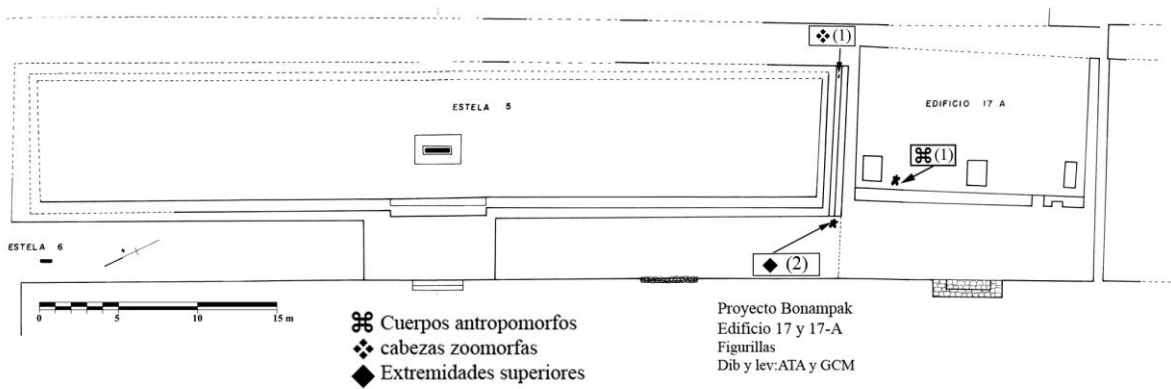 ❖ (1)
ESTELA 5
EDIFICIO 17 A
⌘ (1)
ESTELA 6
N
◆ (2)
0 5 10 15 m
⌘ Cuerpos antropomorfos
❖ cabezas zoomorfas
◆ Extremidades superiores
Proyecto Bonampak
Edificio 17 y 17-A
Figurillas
Dib y lev:ATA y GCM